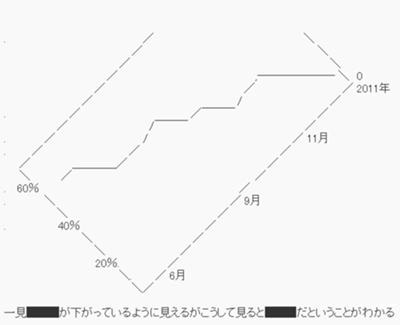 0
2011年
11月
60%
9月
40%
20%
6月
一見が下がっているように見えるがこうして見るとだということがわかる